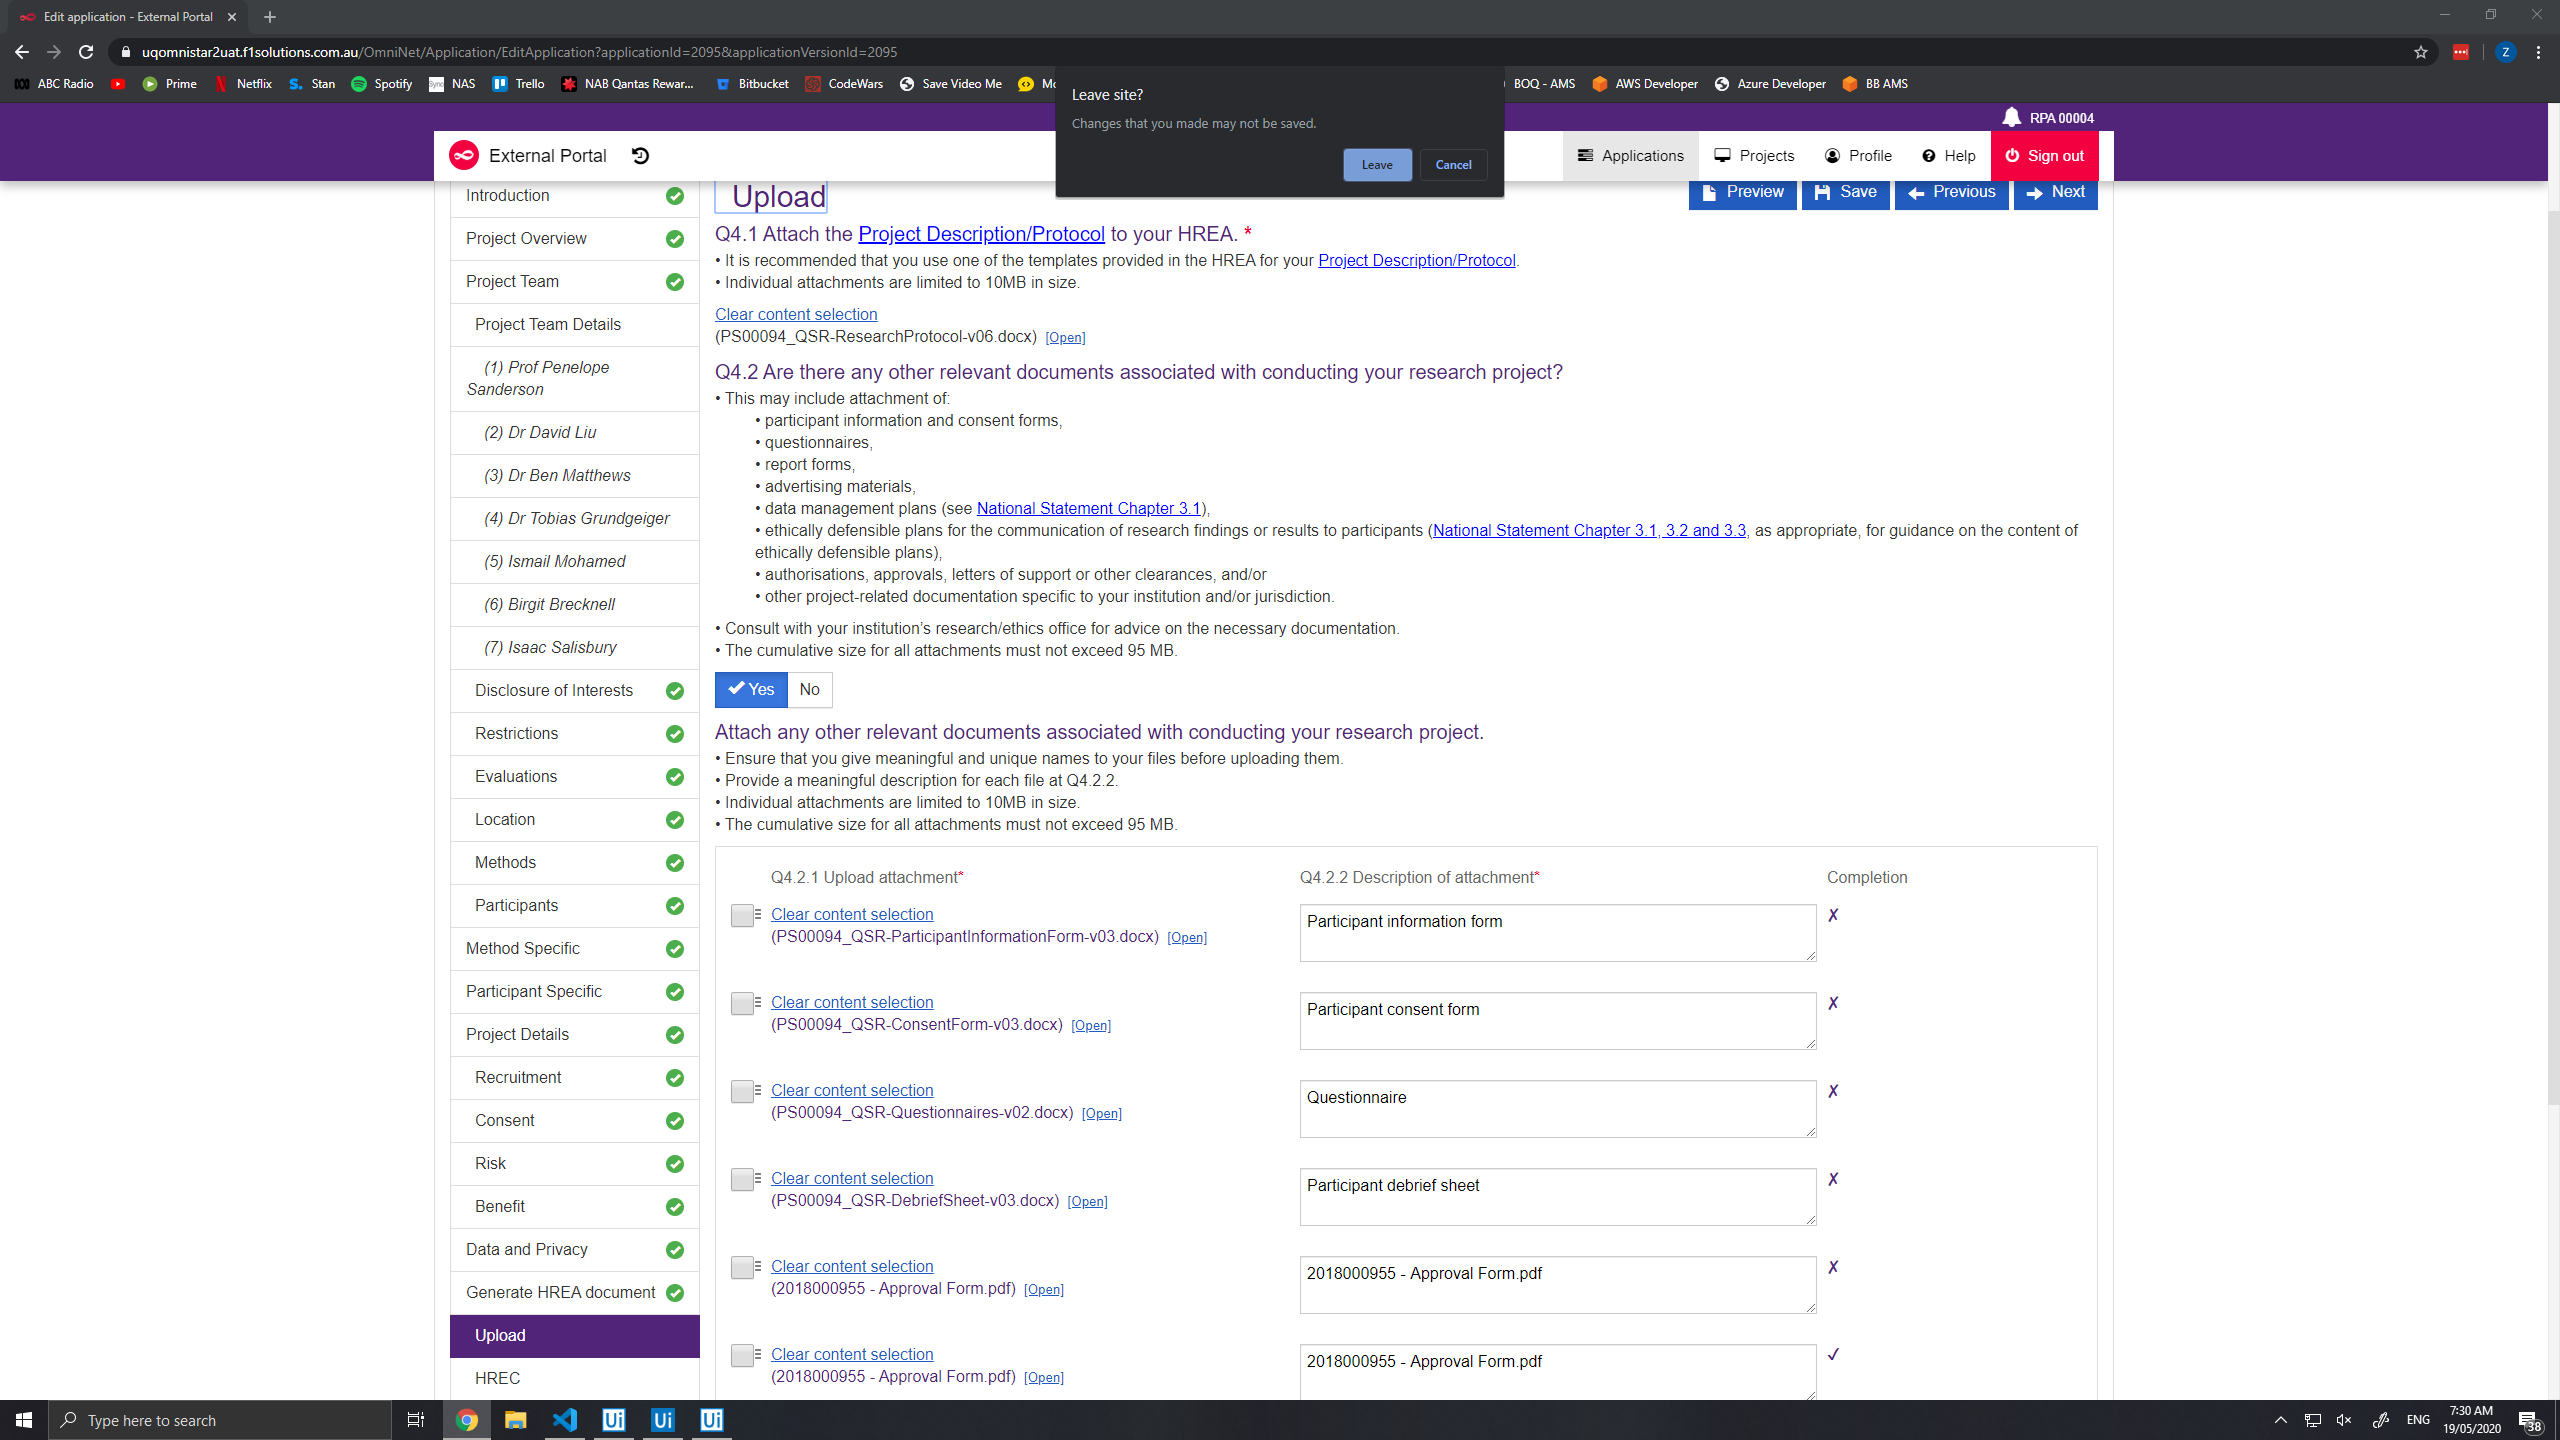 Edit application - External Portal
uqomnistar2uat.f1solutions.com.au/OmniNet/Application/EditApplication?applicationId=2095&applicationVersionId=2095
Z
ABC Radio
Prime
Netflix
S. Stan
Spotify
NAS
Trello
NAB Qantas Rewar...
Bitbucket
CodeWars
Save Video Me
BOQ - AMS
AWS Developer
Azure Developer
BB AMS
Leave site?
Changes that you made may not be saved.
Leave
Cancel
RPA 00004
External Portal
Applications
Projects
Profile
Help
Sign out
Introduction
Project Overview
Project Team
Project Team Details
(1) Prof Penelope
Sanderson
(2) Dr David Liu
(3) Dr Ben Matthews
(4) Dr Tobias Grundgeiger
(5) Ismail Mohamed
(6) Birgit Brecknell
(7) Isaac Salisbury
Disclosure of Interests
Restrictions
Evaluations
Location
Methods
Participants
Method Specific
Participant Specific
Project Details
Recruitment
Consent
Risk
Benefit
Data and Privacy
Generate HREA document
Upload
HREC
Upload
Preview
Save
Previous
Next
Q4.1 Attach the Project Description/Protocol to your HREA. *
• It is recommended that you use one of the templates provided in the HREA for your Project Description/Protocol.
• Individual attachments are limited to 10MB in size.
Clear content selection
(PS00094_QSR-ResearchProtocol-v06.docx) [Open]
Q4.2 Are there any other relevant documents associated with conducting your research project?
• This may include attachment of:
• participant information and consent forms,
• questionnaires,
• report forms,
• advertising materials,
• data management plans (see National Statement Chapter 3.1),
• ethically defensible plans for the communication of research findings or results to participants (National Statement Chapter 3.1, 3.2 and 3.3, as appropriate, for guidance on the content of
ethically defensible plans),
• authorisations, approvals, letters of support or other clearances, and/or
• other project-related documentation specific to your institution and/or jurisdiction.
• Consult with your institution's research/ethics office for advice on the necessary documentation.
• The cumulative size for all attachments must not exceed 95 MB.
Yes
No
Attach any other relevant documents associated with conducting your research project.
• Ensure that you give meaningful and unique names to your files before uploading them.
• Provide a meaningful description for each file at Q4.2.2.
• Individual attachments are limited to 10MB in size.
• The cumulative size for all attachments must not exceed 95 MB.
Q4.2.1 Upload attachment*
Q4.2.2 Description of attachment*
Completion
Clear content selection
(PS00094_QSR-ParticipantInformationForm-v03.docx) [Open]
Participant information form
✗
Clear content selection
(PS00094_QSR-ConsentForm-v03.docx) [Open]
Participant consent form
✗
Clear content selection
(PS00094_QSR-Questionnaires-v02.docx) [Open]
Questionnaire
✗
Clear content selection
(PS00094_QSR-DebriefSheet-v03.docx) [Open]
Participant debrief sheet
✗
Clear content selection
(2018000955 - Approval Form.pdf) [Open]
2018000955 - Approval Form.pdf
✗
Clear content selection
(2018000955 - Approval Form.pdf) [Open]
2018000955 - Approval Form.pdf
✓
Type here to search
Ui
Ui
Ui
ENG
7:30 AM
19/05/2020
38